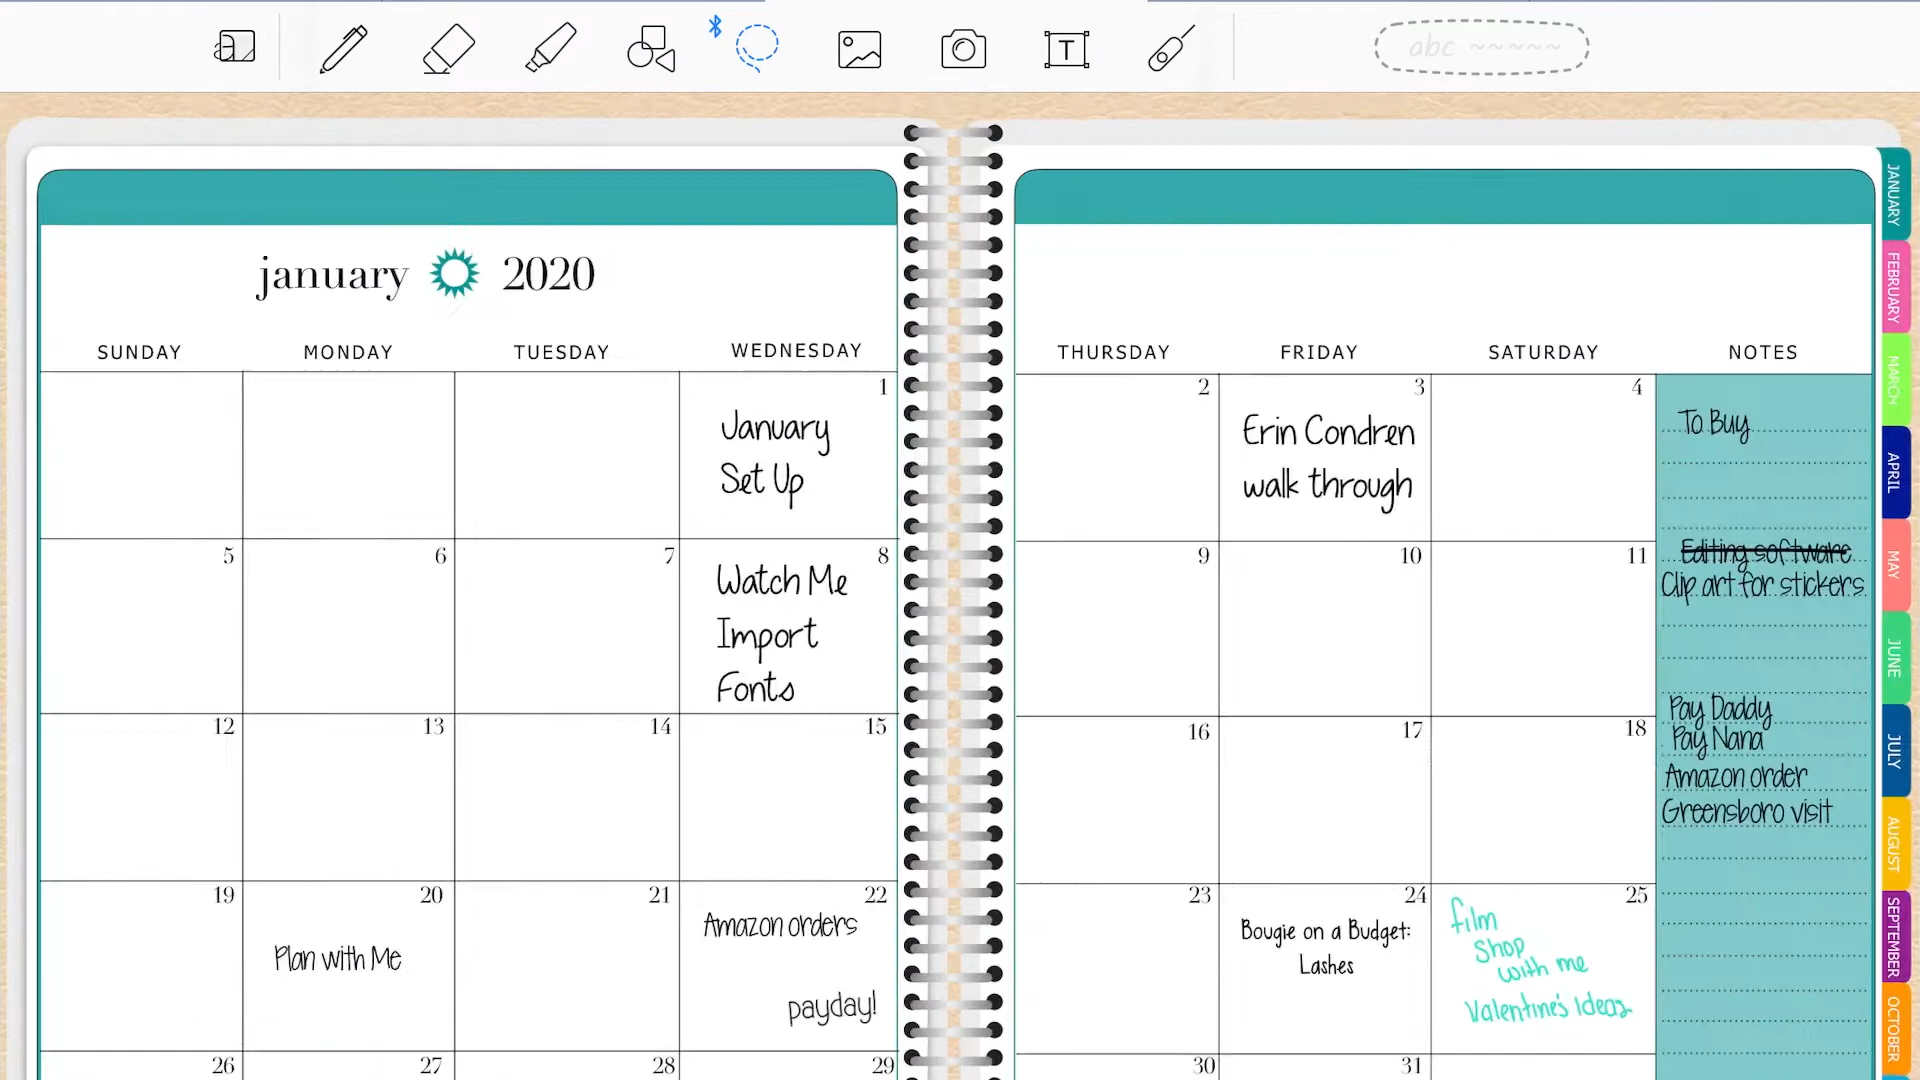 abc ~~~~~
january 2020
SUNDAY MONDAY TUESDAY WEDNESDAY THURSDAY FRIDAY SATURDAY NOTES
1 2 3 4
January
Set Up
Erin Condren
walk through
To Buy
5 6 7 8 9 10 11
Watch Me
Import
Fonts
Editing software
Clip art for stickers
12 13 14 15 16 17 18
Pay Daddy
Pay Nana
Amazon order
Greensboro visit
19 20 21 22 23 24 25
Plan with Me
Amazon orders
payday!
Bougie on a Budget:
Lashes
film
Shop
with me
Valentine's Ideas
26 27 28 29 30 31
JANUARY
FEBRUARY
MARCH
APRIL
MAY
JUNE
JULY
AUGUST
SEPTEMBER
OCTOBER